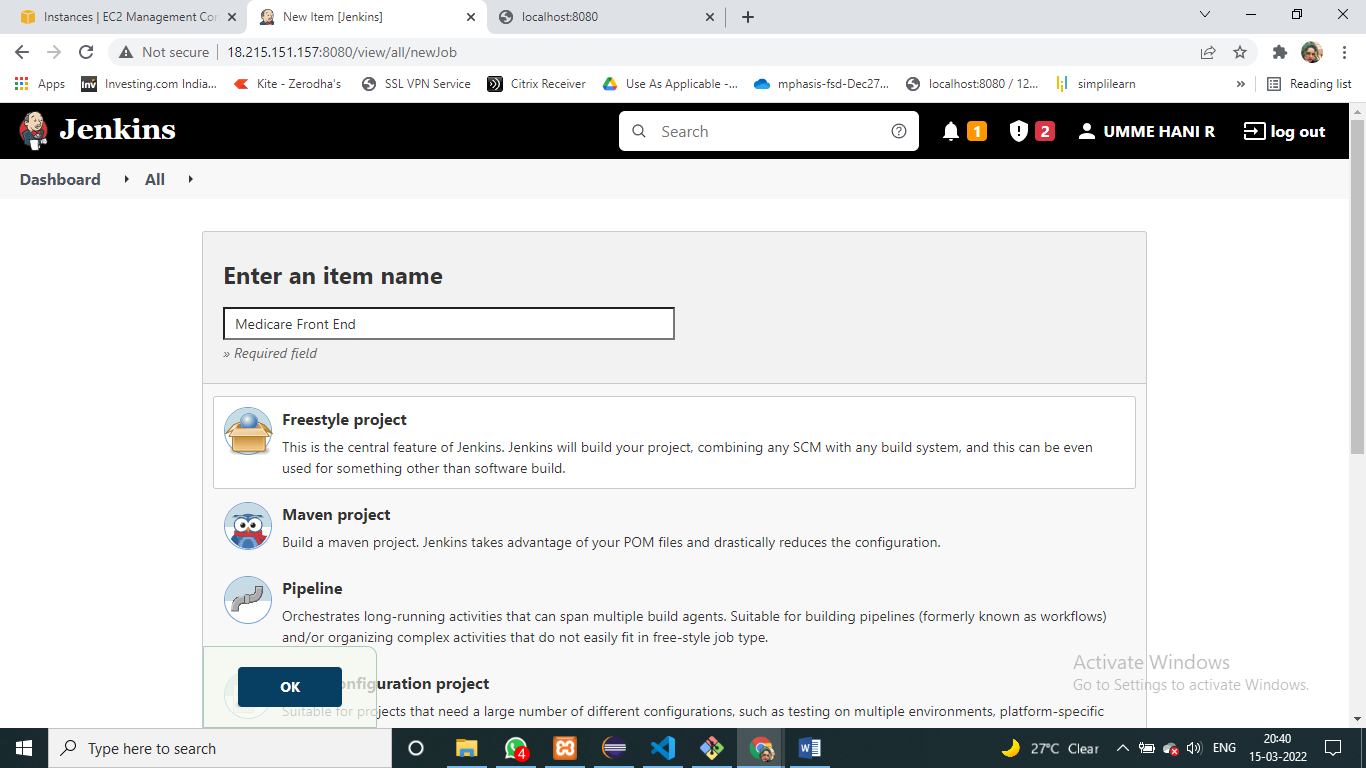 Instances | EC2 Management Con
New Item [Jenkins]
localhost:8080
Not secure
18.215.151.157:8080/view/all/newJob
Apps
inv
Investing.com India...
Kite - Zerodha's
SSL VPN Service
Citrix Receiver
Use As Applicable -...
mphasis-fsd-Dec27...
localhost:8080 / 12...
simplilearn
»
Reading list
Jenkins
Search
1
2
UMME HANI R
log out
Dashboard
All
Enter an item name
Medicare Front End
» Required field
Freestyle project
This is the central feature of Jenkins. Jenkins will build your project, combining any SCM with any build system, and this can be even
used for something other than software build.
Maven project
Build a maven project. Jenkins takes advantage of your POM files and drastically reduces the configuration.
Pipeline
Orchestrates long-running activities that can span multiple build agents. Suitable for building pipelines (formerly known as workflows)
and/or organizing complex activities that do not easily fit in free-style job type.
Activate Windows
Go to Settings to activate Windows.
OK
nfiguration project
Suitable for projects that need a large number of different configurations, such as testing on multiple environments, platform-specific
Type here to search
4
27°C Clear
ENG
20:40
15-03-2022